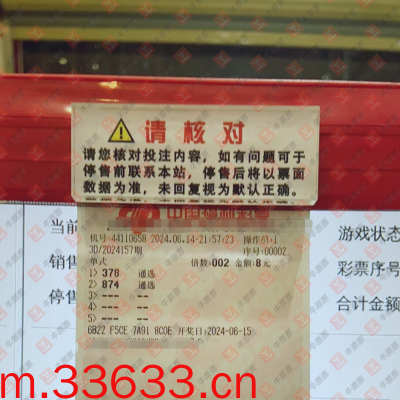 请核对
请您核对投注内容，如有问题可于
停售前联系本站，停售后将以票面
数据为准，未回复视为默认正确。
机号:44110658 2024.06.14-21:57:23 操作员:1
3D/2024157期 序号:00002
单式 倍数:002 金额:8元
1> 376 通选
2> 874 通选
3> --- --
4> --- --
5> --- --
6B22 F5CE 7A91 8C0E 开奖日:2024-06-15
当前
销售
停售
游戏状态
彩票序号
合计金额
m.33633.cn